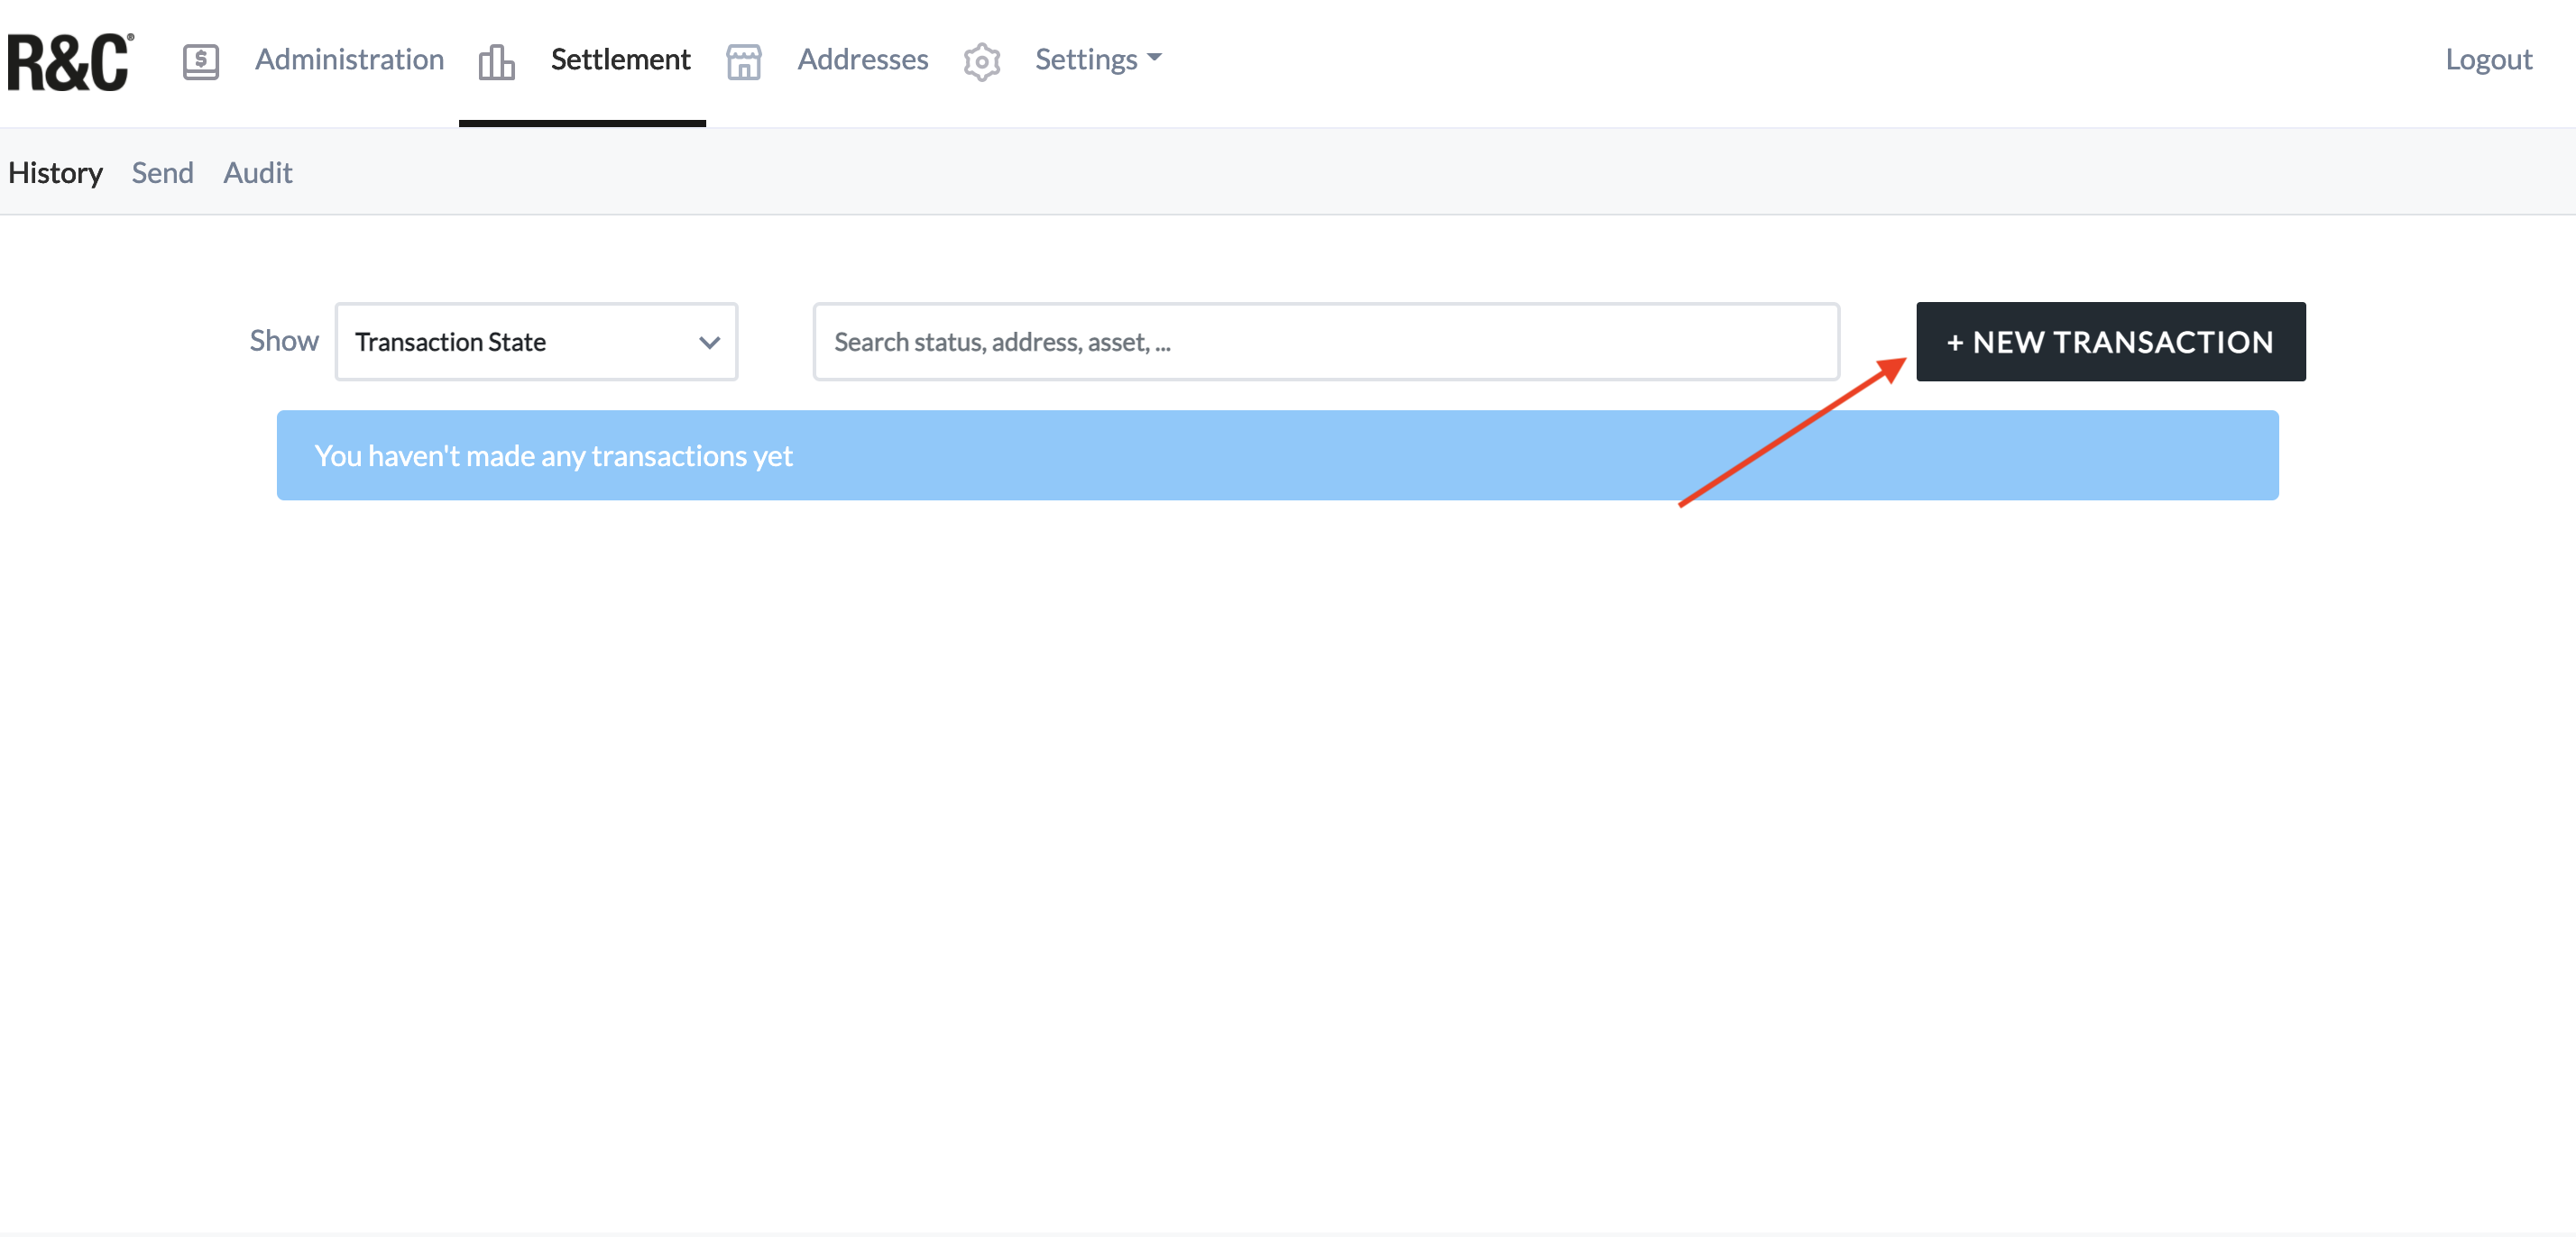 R&C® $ Administration Settlement Addresses Settings Logout
History Send Audit
Show Transaction State Search status, address, asset, ... + NEW TRANSACTION
You haven't made any transactions yet